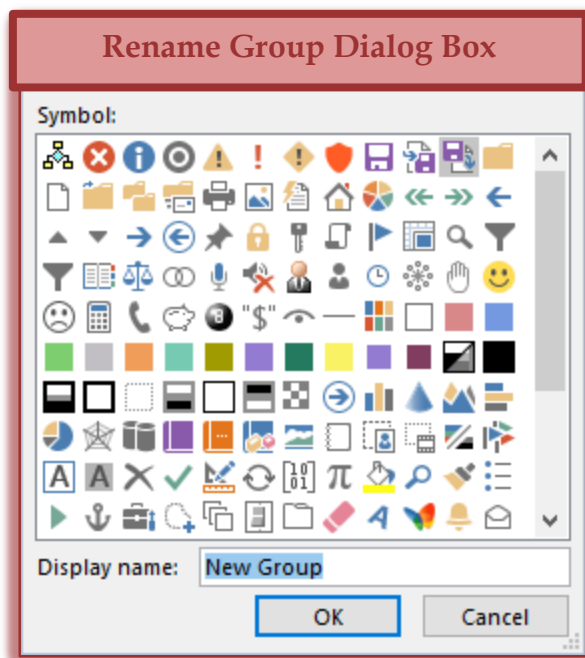 Rename Group Dialog Box
Symbol:
"$"
A A
Display name: New Group
OK Cancel